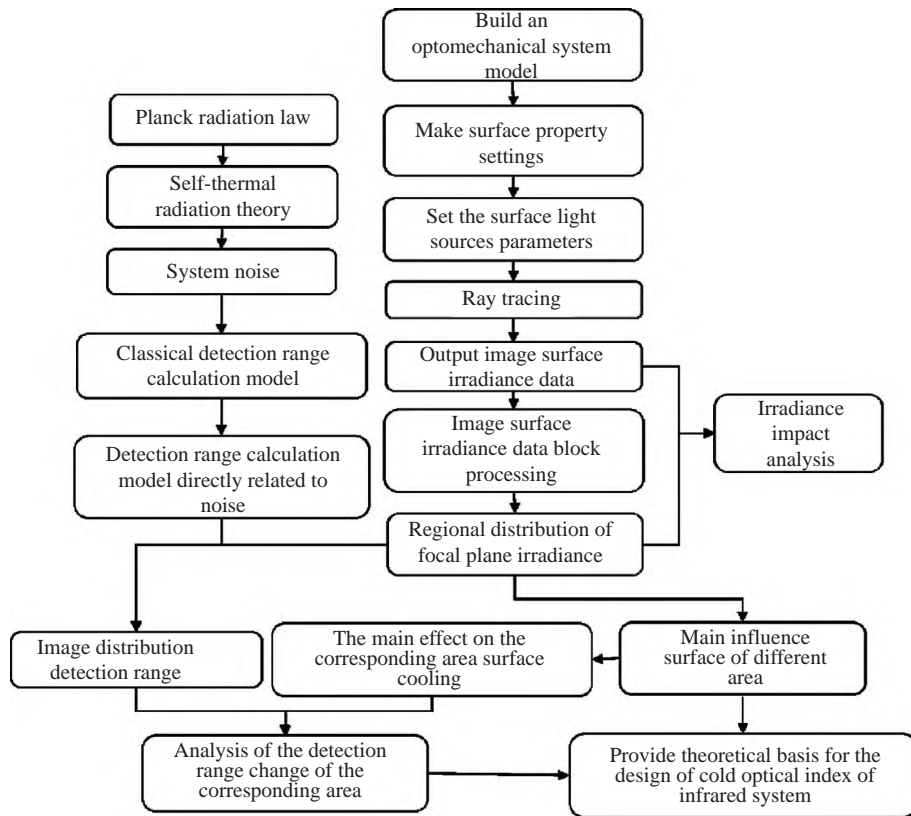 Build an
optomechanical system
model
Planck radiation law
Make surface property
settings
Self-thermal
radiation theory
Set the surface light
sources parameters
System noise
Ray tracing
Classical detection range
calculation model
Output image surface
irradiance data
Irradiance
impact
analysis
Image surface
irradiance data block
processing
Detection range calculation
model directly related to
noise
Regional distribution of
focal plane irradiance
Image distribution
detection range
The main effect on the
corresponding area surface
cooling
Main influence
surface of different
area
Analysis of the detection
range change of the
corresponding area
Provide theoretical basis for the
design of cold optical index of
infrared system